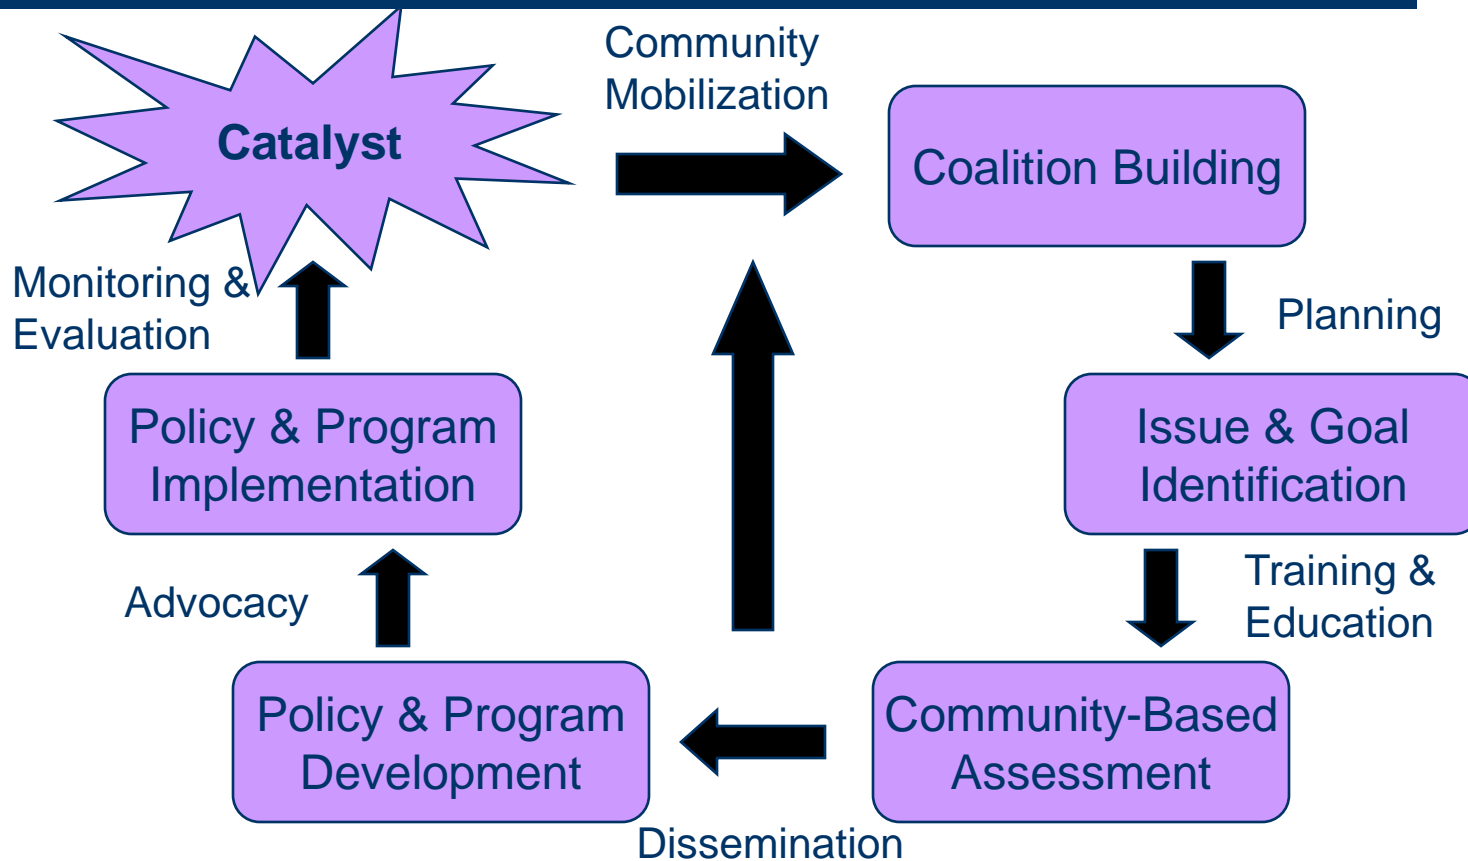 Community
Mobilization
Catalyst
Coalition Building
Monitoring &
Evaluation
Planning
Policy & Program
Implementation
Issue & Goal
Identification
Advocacy
Training &
Education
Policy & Program
Development
Community-Based
Assessment
Dissemination